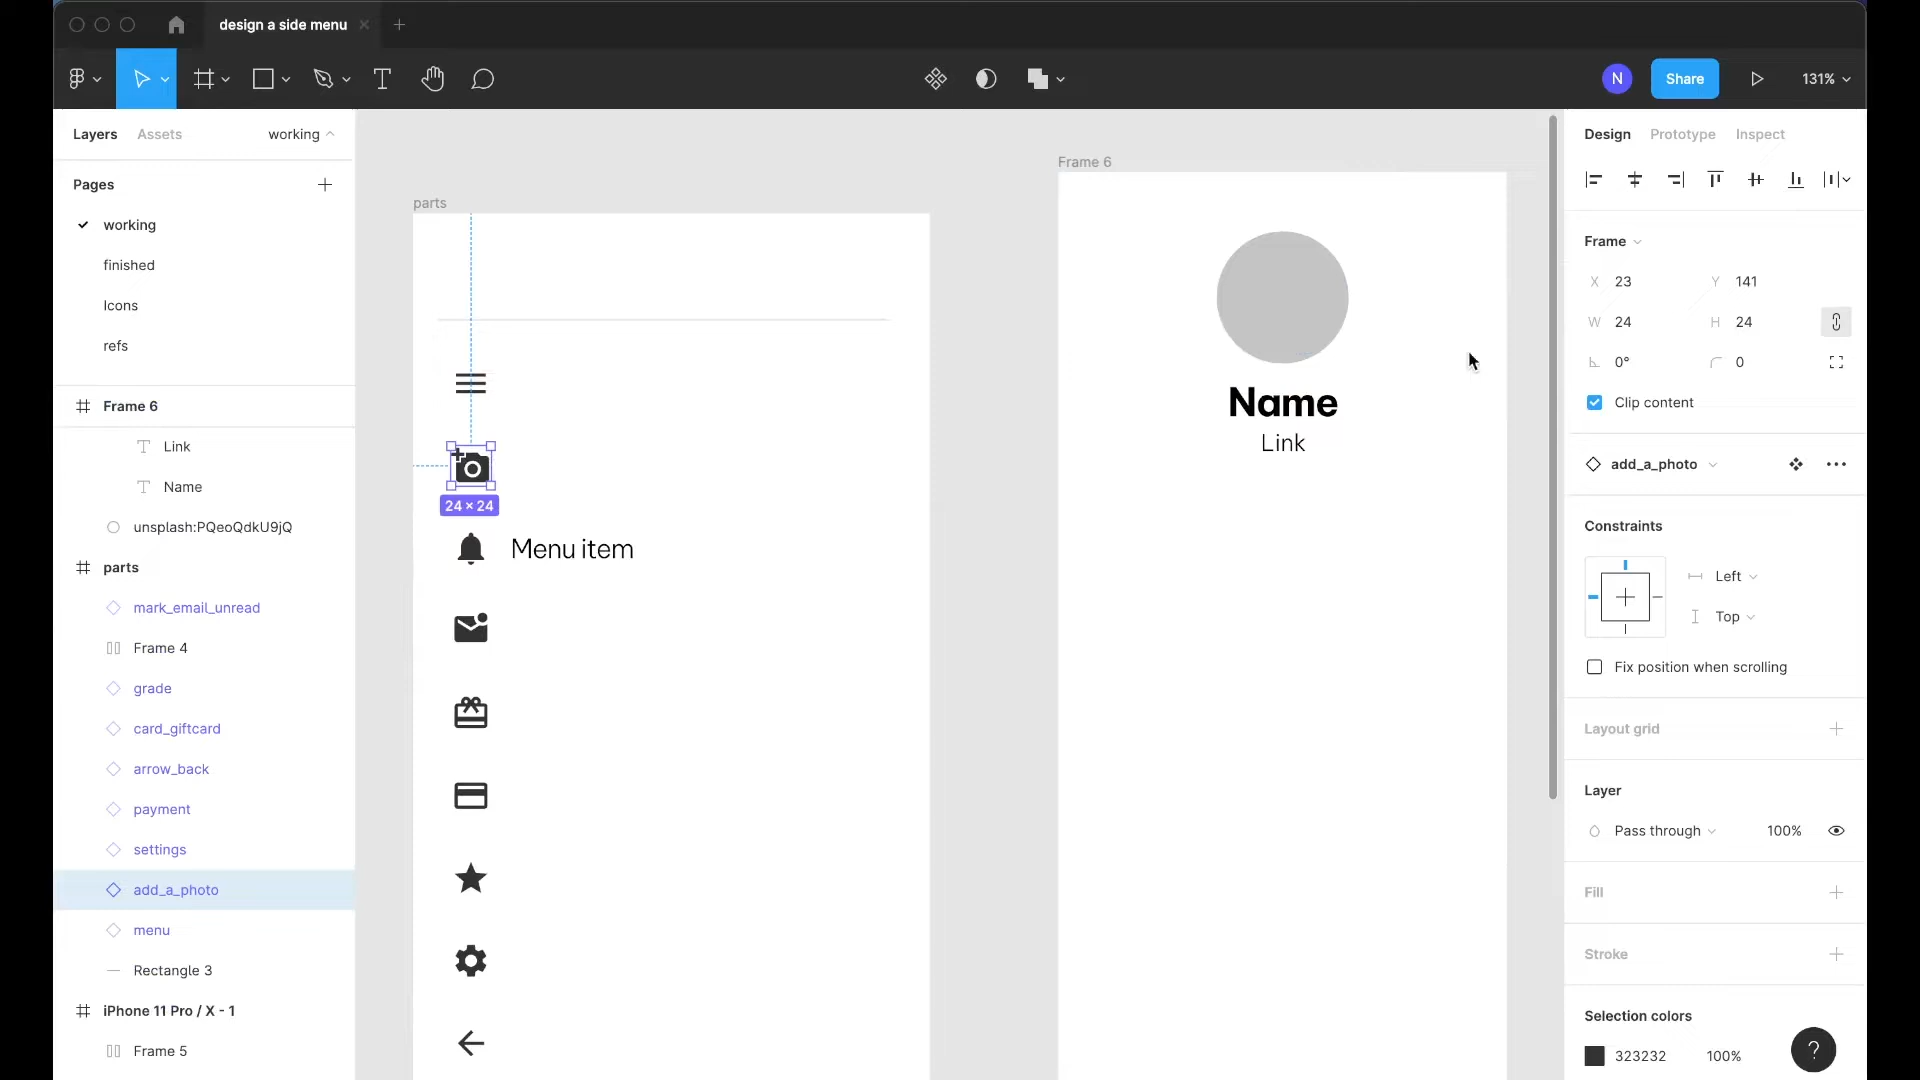 design a side menu
N
Share
131%
Layers
Assets
working
Pages
working
finished
Icons
refs
Frame 6
Link
Name
unsplash:PQeoQdkU9jQ
parts
mark_email_unread
Frame 4
grade
card_giftcard
arrow_back
payment
settings
add_a_photo
menu
Rectangle 3
iPhone 11 Pro / X - 1
Frame 5
parts
24 × 24
Menu item
Frame 6
Name
Link
Design
Prototype
Inspect
Frame
X 23
Y 141
W 24
H 24
0°
0
Clip content
add_a_photo
Constraints
Left
Top
Fix position when scrolling
Layout grid
Layer
Pass through
100%
Fill
Stroke
Selection colors
323232
100%
?